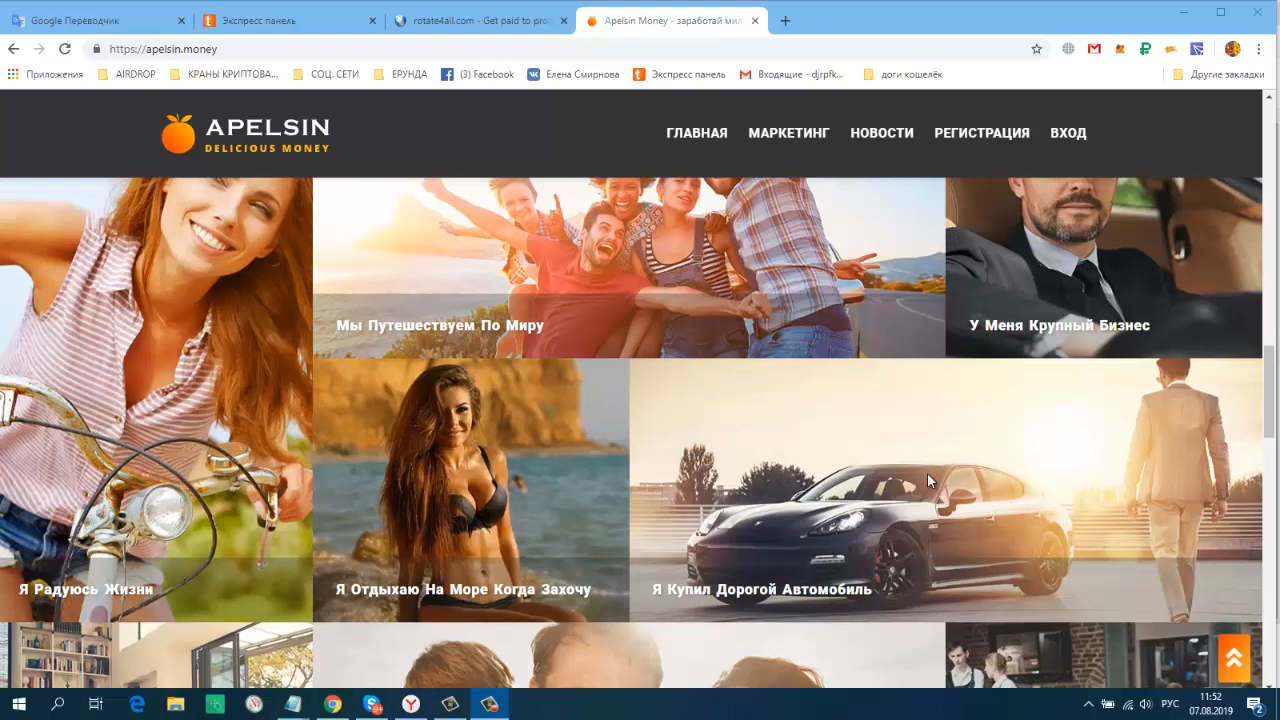 Google Переводчик
Экспресс панель
rotate4all.com - Get paid to pro
Apelsin Money - заработай мил
https://apelsin.money
Приложения
AIRDROP
КРАНЫ КРИПТОВА...
СОЦ. СЕТИ
ЕРУНДА
(3) Facebook
Елена Смирнова
Экспресс панель
Входящие - djrpfk...
доги кошелёк
Другие закладки
APELSIN
DELICIOUS MONEY
ГЛАВНАЯ
МАРКЕТИНГ
НОВОСТИ
РЕГИСТРАЦИЯ
ВХОД
Мы Путешествуем По Миру
У Меня Крупный Бизнес
Я Радуюсь Жизни
Я Отдыхаю На Море Когда Захочу
Я Купил Дорогой Автомобиль
9+
РУС
11:52
07.08.2019
2